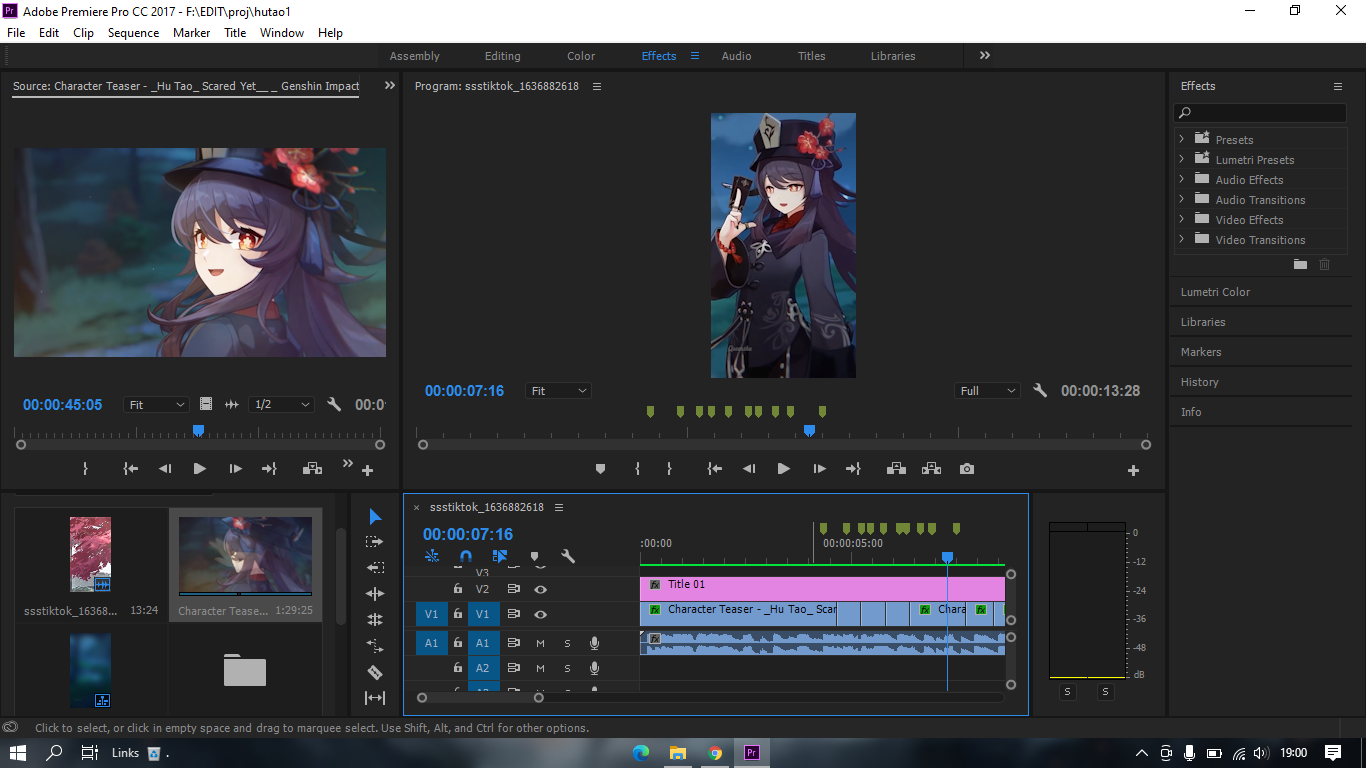 Pr Adobe Premiere Pro CC 2017 - F:\EDIT\proj\hutao1
File Edit Clip Sequence Marker Title Window Help
Assembly Editing Color Effects Audio Titles Libraries
Source: Character Teaser - _Hu Tao_ Scared Yet__ _ Genshin Impact
Program: ssstiktok_1636882618
Effects
Presets
Lumetri Presets
Audio Effects
Audio Transitions
Video Effects
Video Transitions
Lumetri Color
Libraries
Markers
History
Info
00:00:45:05 Fit 1/2 00:0
00:00:07:16 Fit Full 00:00:13:28
ssstiktok_16368... 13:24
Character Tease... 1:29:25
ssstiktok_1636882618
00:00:07:16
:00:00 00:00:05:00
V3
V2 Title 01
V1 V1 fx Character Teaser - _Hu Tao_ Scar fx Chara fx
A1 A1 M S fx
A2 M S
0
-12
-24
-36
-48
dB
S S
Click to select, or click in empty space and drag to marquee select. Use Shift, Alt, and Ctrl for other options.
Links . Pr 19:00